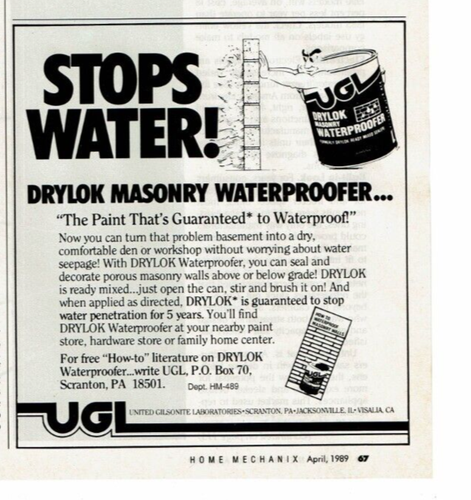 STOPS
WATER!
UGL
DRYLOK
MASONRY
WATERPROOFER
DRYLOK MASONRY WATERPROOFER...
"The Paint That's Guaranteed* to Waterproof!"
Now you can turn that problem basement into a dry,
comfortable den or workshop without worrying about water
seepage! With DRYLOK Waterproofer, you can seal and
decorate porous masonry walls above or below grade! DRYLOK
is ready mixed...just open the can, stir and brush it on! And
when applied as directed, DRYLOK* is guaranteed to stop
water penetration for 5 years. You'll find
DRYLOK Waterproofer at your nearby paint
store, hardware store or family home center.
For free "How-to" literature on DRYLOK
Waterproofer...write UGL, P.O. Box 70,
Scranton, PA 18501. Dept. HM-489
HOW TO
WATERPROOF
MASONRY WALLS
UGL
UGL
UNITED GILSONITE LABORATORIES•SCRANTON, PA•JACKSONVILLE, IL•VISALIA, CA
HOME MECHANIX April, 1989 67